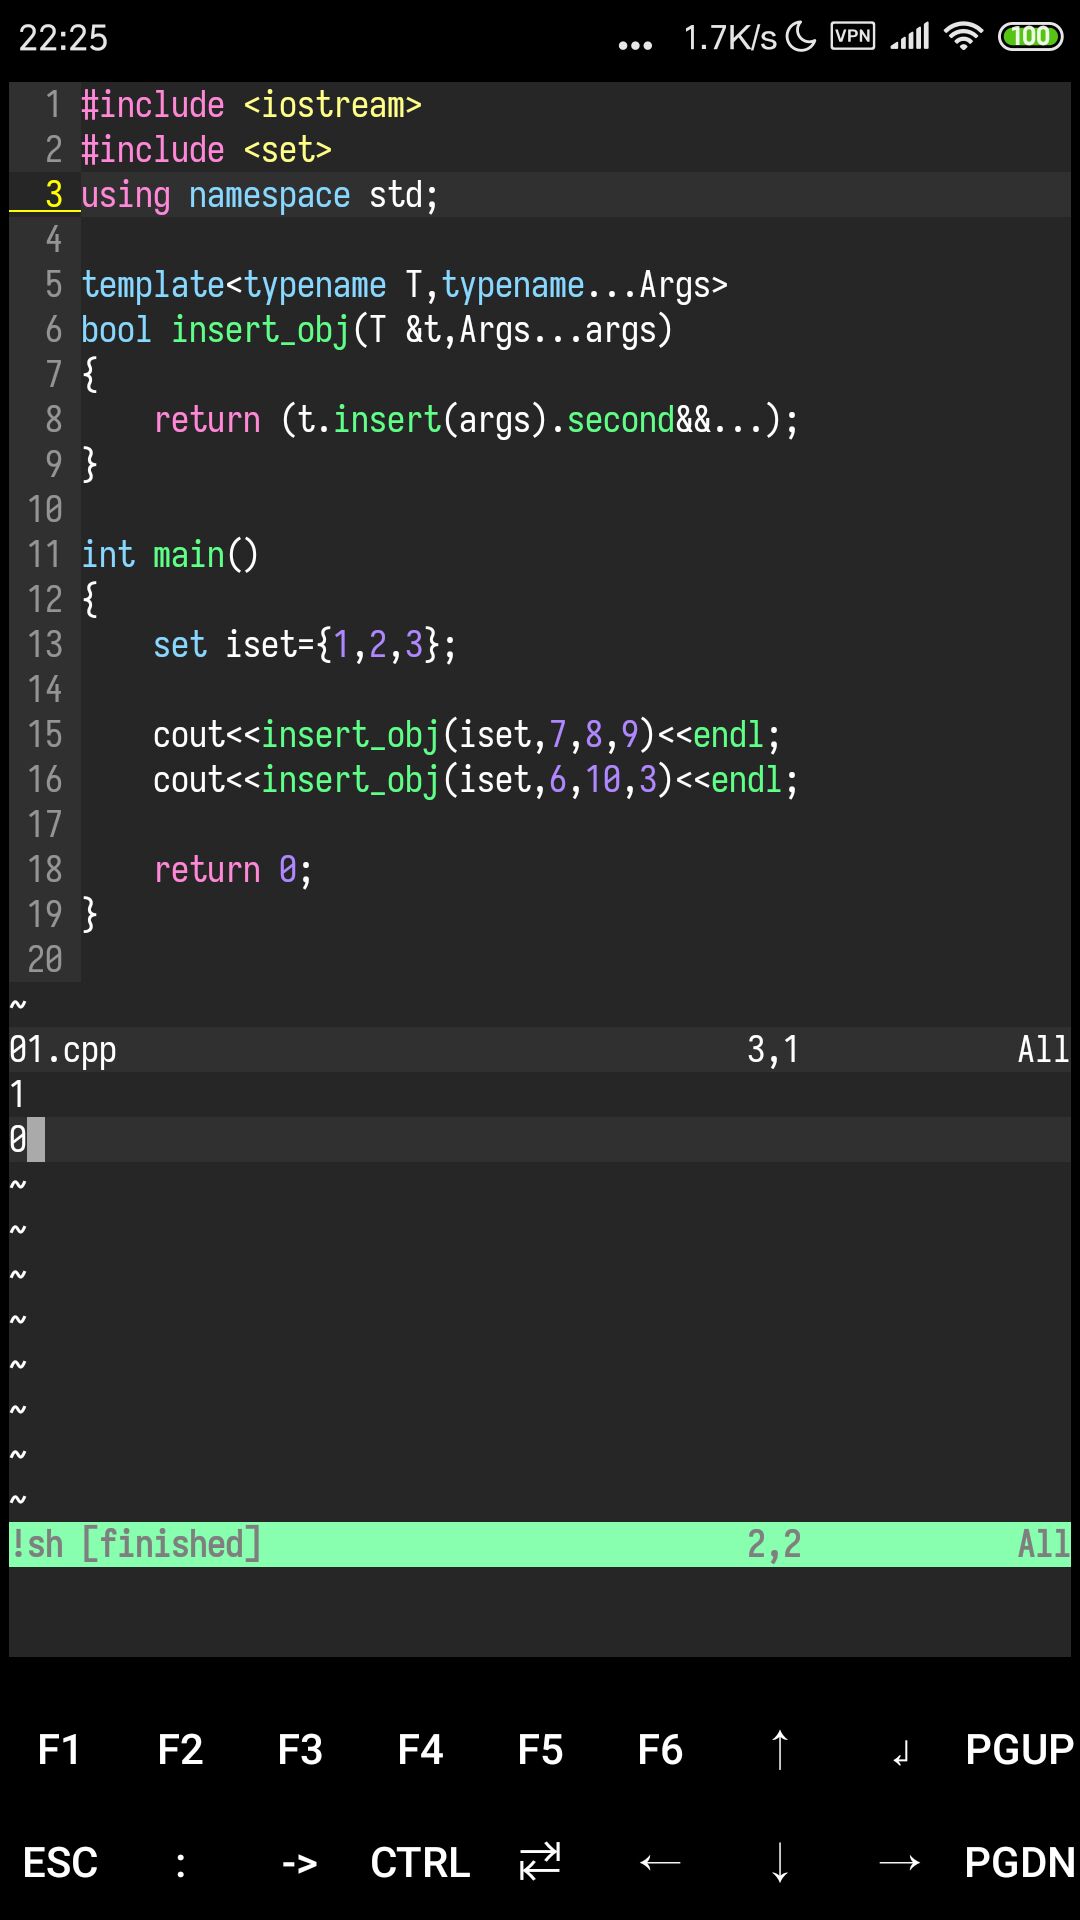 22:25 ... 1.7K/s VPN 100
1 #include <iostream>
2 #include <set>
3 using namespace std;
4
5 template<typename T,typename...Args>
6 bool insert_obj(T &t,Args...args)
7 {
8     return (t.insert(args).second&&...);
9 }
10
11 int main()
12 {
13     set iset={1,2,3};
14
15     cout<<insert_obj(iset,7,8,9)<<endl;
16     cout<<insert_obj(iset,6,10,3)<<endl;
17
18     return 0;
19 }
20
~
01.cpp 3,1 All
1
0
~
~
~
~
~
~
~
~
!sh [finished] 2,2 All
F1 F2 F3 F4 F5 F6 ↑ ↲ PGUP
ESC : -> CTRL ⇄ ← ↓ → PGDN